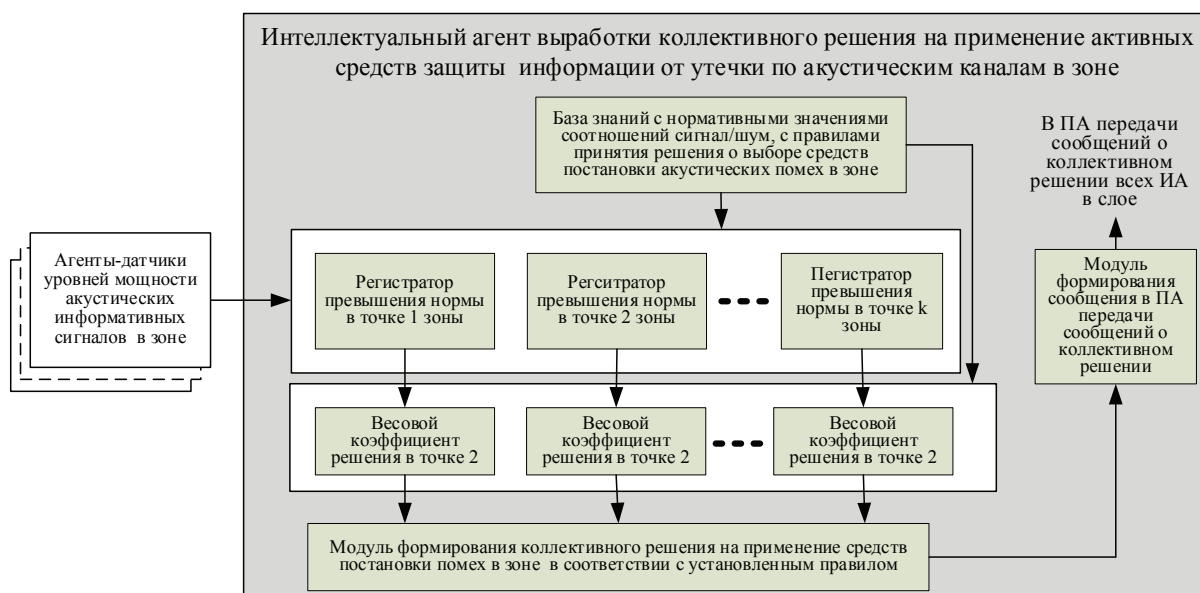 Интеллектуальный агент выработки коллективного решения на применение активных
средств защиты информации от утечки по акустическим каналам в зоне
База знаний с нормативными значениями
соотношений сигнал/шум, с правилами
принятия решения о выборе средств
постановки акустических помех в зоне
В ПА передачи
сообщений о
коллективном
решении всех ИА
в слое
Агенты-датчики
уровней мощности
акустических
информативных
сигналов в зоне
Регистратор
превышения нормы
в точке 1 зоны
Регситратор
превышения нормы
в точке 2 зоны
Пегистратор
превышения
нормы в точке k
зоны
Модуль
формирования
сообщения в ПА
передачи
сообщений о
коллективном
решении
Весовой
коэффициент
решения в точке 2
Весовой
коэффициент
решения в точке 2
Весовой
коэффициент
решения в точке 2
Модуль формирования коллективного решения на применение средств
постановки помех в зоне в соответствии с установленным правилом